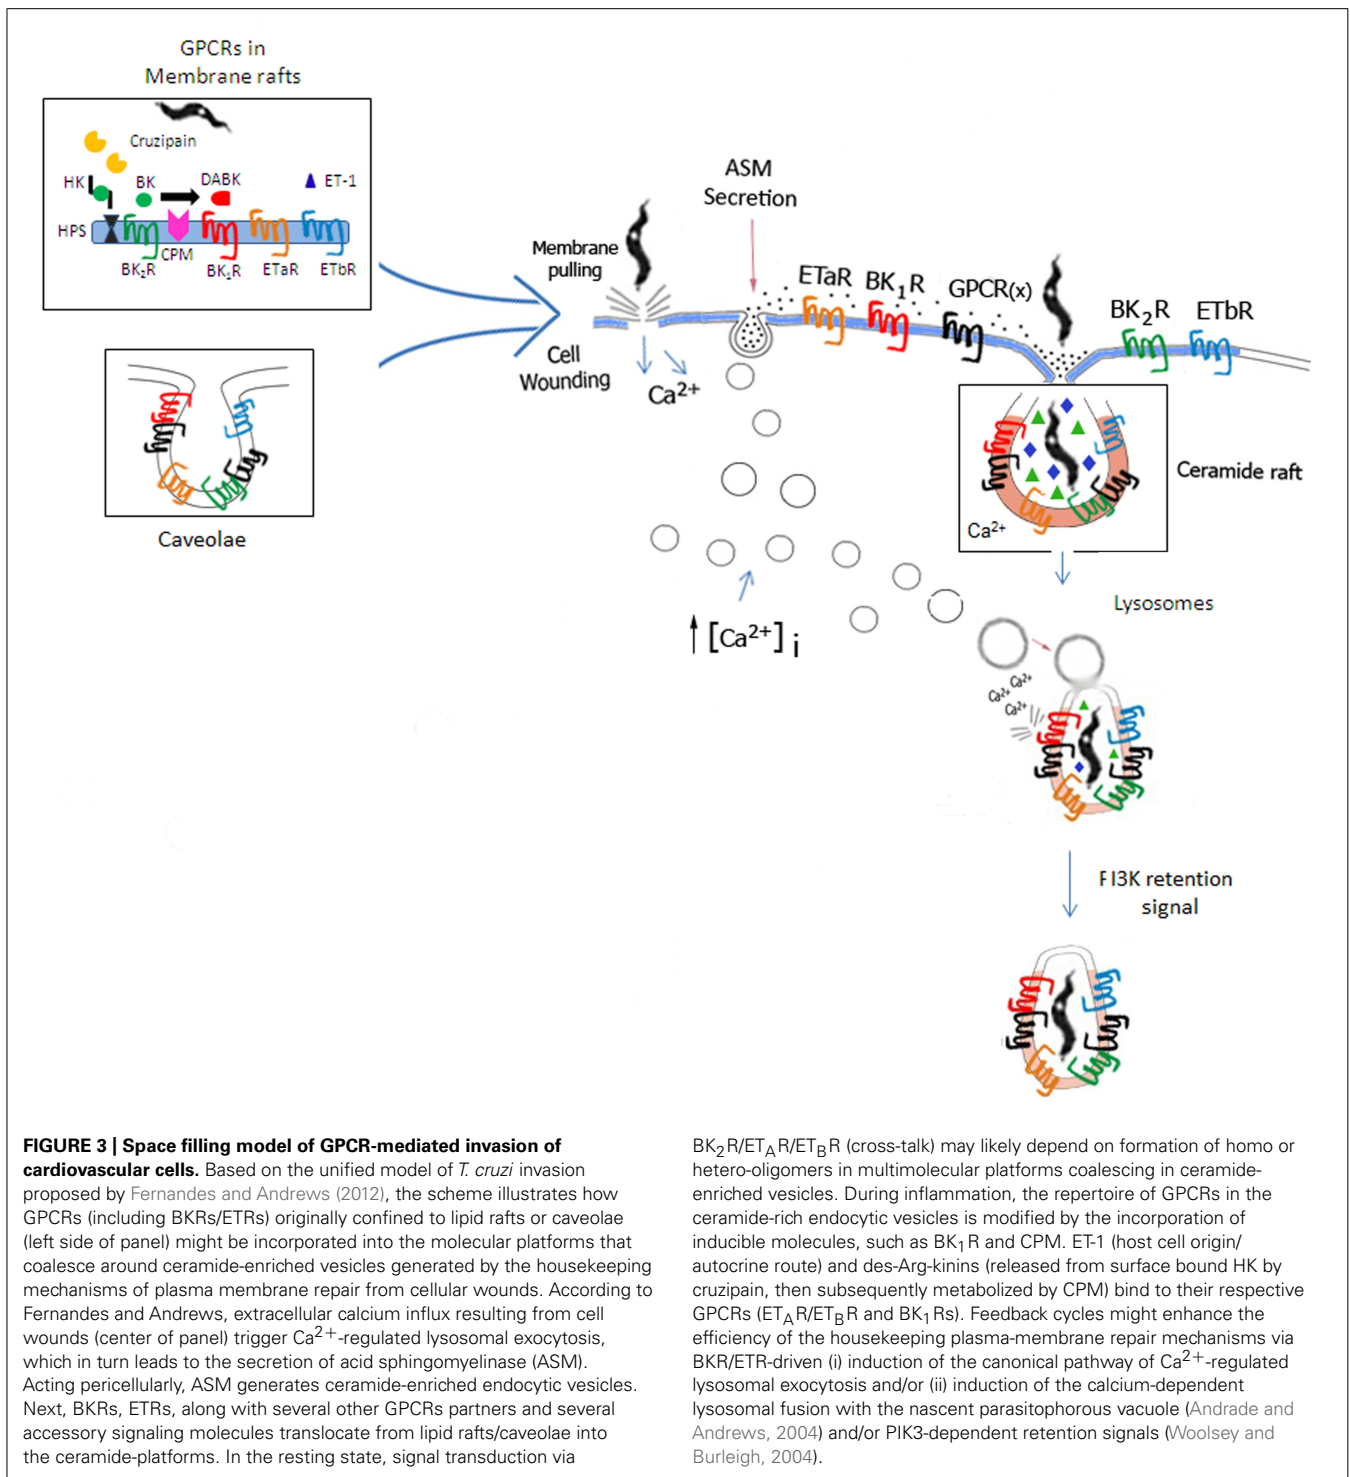 GPCRs in
Membrane rafts
Cruzipain
HK
BK
DABK
ET-1
HPS
CPM
BK2R
BK1R
ETaR
ETbR
Caveolae
Membrane
pulling
Cell
Wounding
Ca2+
ASM
Secretion
ETaR
BK1R
GPCR(x)
BK2R
ETbR
Ceramide raft
Ca2+
↑[Ca2+]i
Lysosomes
Ca2+
Ca2+
Ca2+
PI3K retention
signal
FIGURE 3 | Space filling model of GPCR-mediated invasion of
cardiovascular cells. Based on the unified model of T. cruzi invasion
proposed by Fernandes and Andrews (2012), the scheme illustrates how
GPCRs (including BKRs/ETRs) originally confined to lipid rafts or caveolae
(left side of panel) might be incorporated into the molecular platforms that
coalesce around ceramide-enriched vesicles generated by the housekeeping
mechanisms of plasma membrane repair from cellular wounds. According to
Fernandes and Andrews, extracellular calcium influx resulting from cell
wounds (center of panel) trigger Ca2+-regulated lysosomal exocytosis,
which in turn leads to the secretion of acid sphingomyelinase (ASM).
Acting pericellularly, ASM generates ceramide-enriched endocytic vesicles.
Next, BKRs, ETRs, along with several other GPCRs partners and several
accessory signaling molecules translocate from lipid rafts/caveolae into
the ceramide-platforms. In the resting state, signal transduction via
BK2R/ETAR/ETBR (cross-talk) may likely depend on formation of homo or
hetero-oligomers in multimolecular platforms coalescing in ceramide-
enriched vesicles. During inflammation, the repertoire of GPCRs in the
ceramide-rich endocytic vesicles is modified by the incorporation of
inducible molecules, such as BK1R and CPM. ET-1 (host cell origin/
autocrine route) and des-Arg-kinins (released from surface bound HK by
cruzipain, then subsequently metabolized by CPM) bind to their respective
GPCRs (ETAR/ETBR and BK1Rs). Feedback cycles might enhance the
efficiency of the housekeeping plasma-membrane repair mechanisms via
BKR/ETR-driven (i) induction of the canonical pathway of Ca2+-regulated
lysosomal exocytosis and/or (ii) induction of the calcium-dependent
lysosomal fusion with the nascent parasitophorous vacuole (Andrade and
Andrews, 2004) and/or PIK3-dependent retention signals (Woolsey and
Burleigh, 2004).